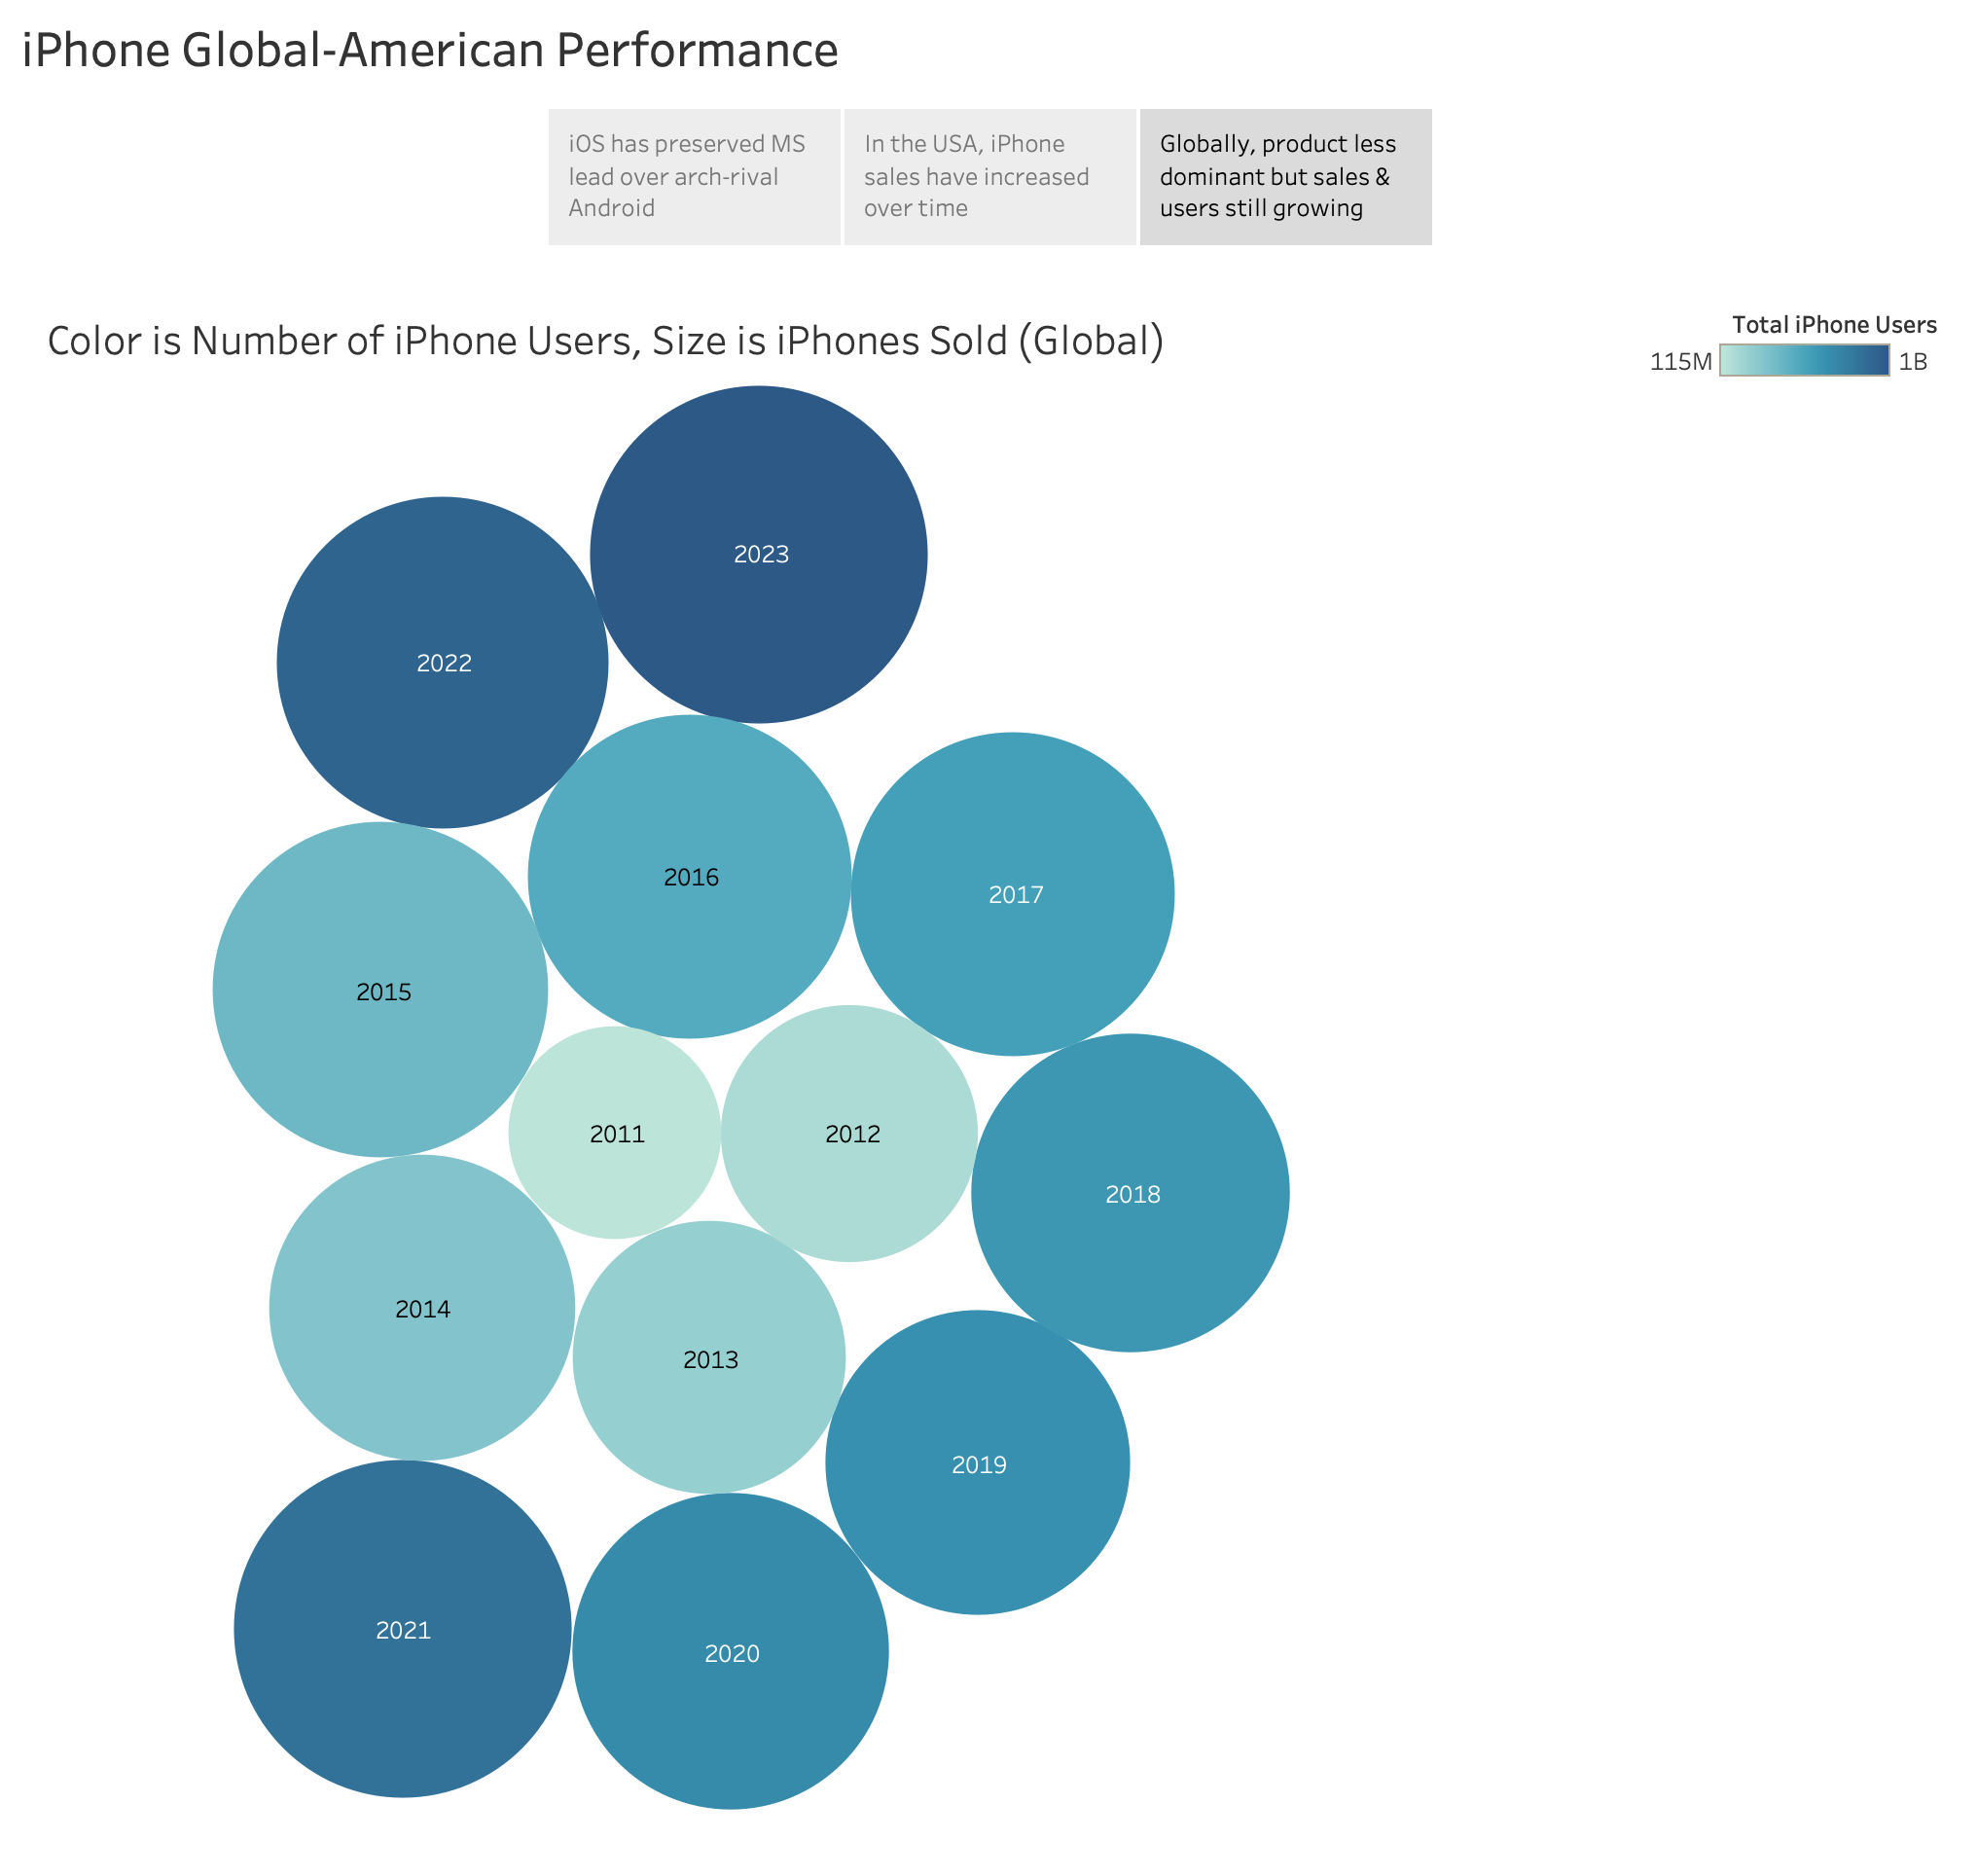 iPhone Global-American Performance
iOS has preserved MS
lead over arch-rival
Android
In the USA, iPhone
sales have increased
over time
Globally, product less
dominant but sales &
users still growing
Color is Number of iPhone Users, Size is iPhones Sold (Global)
Total iPhone Users
115M 1B
2023
2022
2016
2017
2015
2011
2012
2018
2014
2013
2019
2021
2020